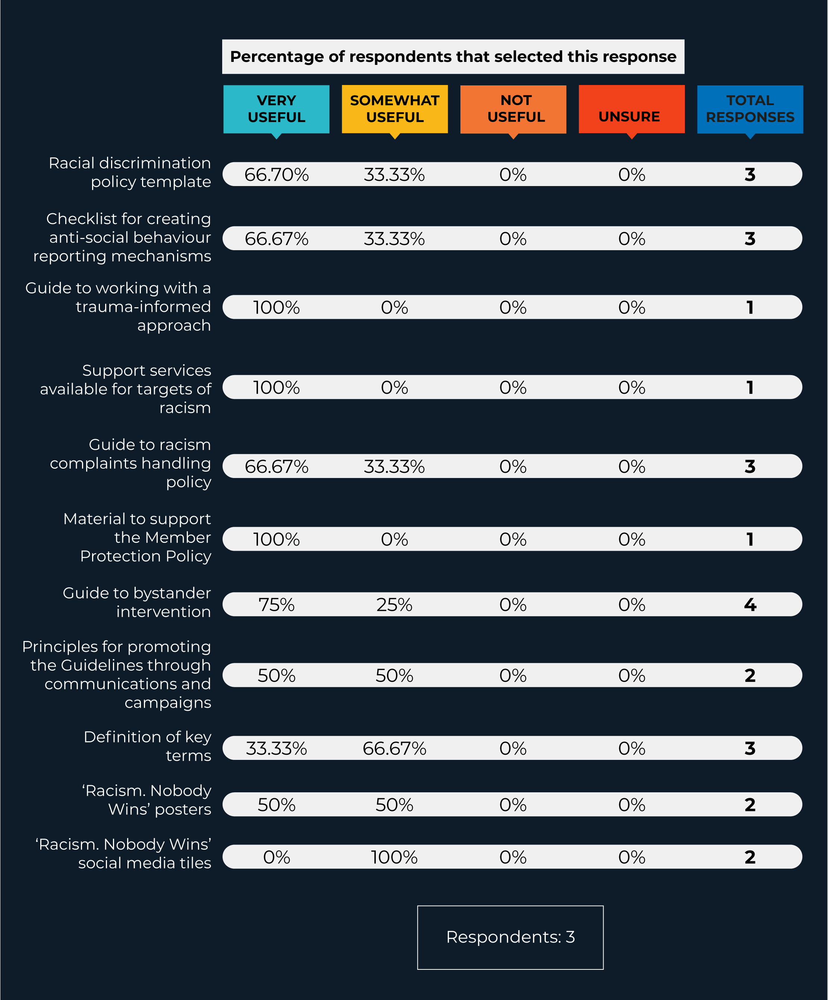 Percentage of respondents that selected this response
VERY
USEFUL
SOMEWHAT
USEFUL
NOT
USEFUL
UNSURE
TOTAL
RESPONSES
Racial discrimination
policy template
66.70% 33.33% 0% 0% 3
Checklist for creating
anti-social behaviour
reporting mechanisms
66.67% 33.33% 0% 0% 3
Guide to working with a
trauma-informed
approach
100% 0% 0% 0% 1
Support services
available for targets of
racism
100% 0% 0% 0% 1
Guide to racism
complaints handling
policy
66.67% 33.33% 0% 0% 3
Material to support
the Member
Protection Policy
100% 0% 0% 0% 1
Guide to bystander
intervention
75% 25% 0% 0% 4
Principles for promoting
the Guidelines through
communications and
campaigns
50% 50% 0% 0% 2
Definition of key
terms
33.33% 66.67% 0% 0% 3
‘Racism. Nobody
Wins’ posters
50% 50% 0% 0% 2
‘Racism. Nobody Wins’
social media tiles
0% 100% 0% 0% 2
Respondents: 3